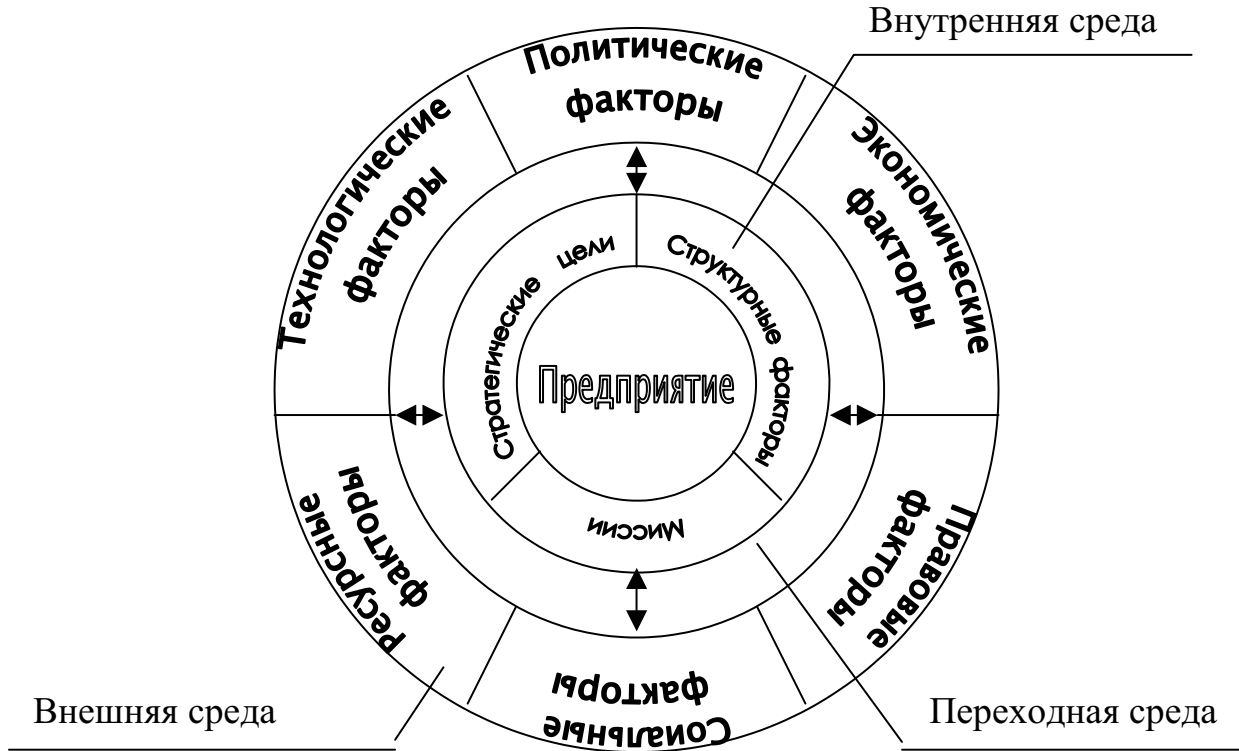 Внутренняя среда
Политические
факторы
Технологические
факторы
Экономические
факторы
Стратегические цели
Структурные факторы
Предприятие
Миссии
Ресурсные
факторы
Правовые
факторы
Соиальные
факторы
Внешняя среда
Переходная среда